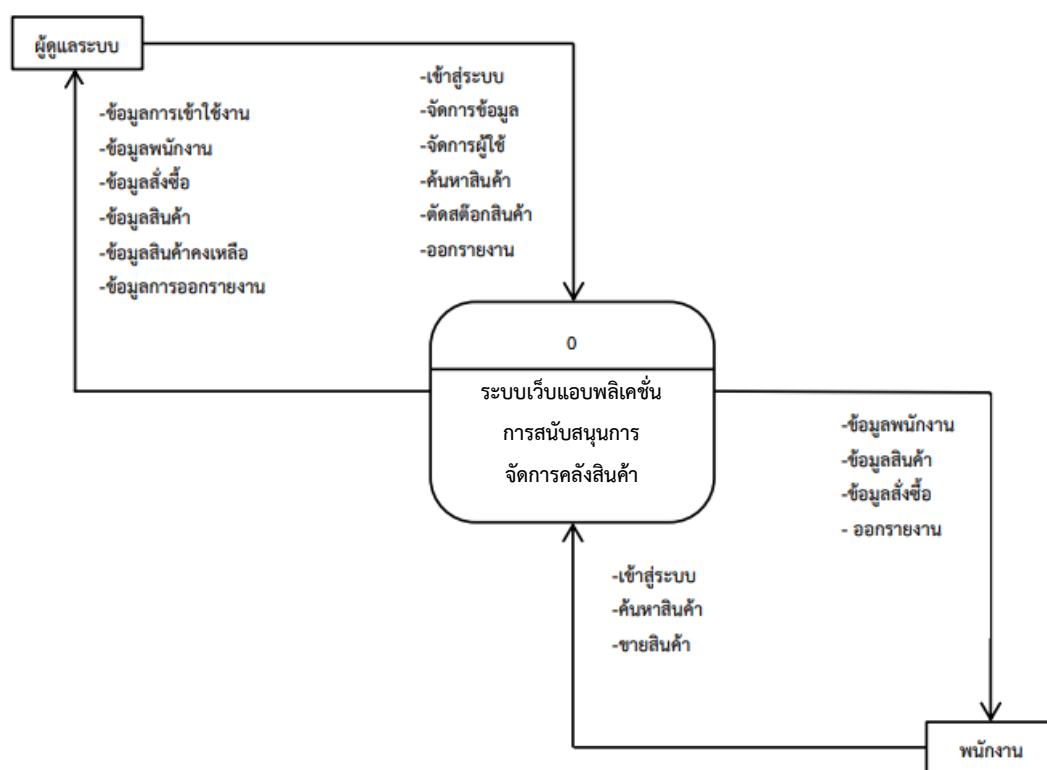 ผู้ดูแลระบบ
-ข้อมูลการเข้าใช้งาน
-ข้อมูลพนักงาน
-ข้อมูลสั่งซื้อ
-ข้อมูลสินค้า
-ข้อมูลสินค้าคงเหลือ
-ข้อมูลการออกรายงาน
-เข้าสู่ระบบ
-จัดการข้อมูล
-จัดการผู้ใช้
-ค้นหาสินค้า
-ตัดสต๊อกสินค้า
-ออกรายงาน
0
ระบบเว็บแอบพลิเคชั่น
การสนับสนุนการ
จัดการคลังสินค้า
-ข้อมูลพนักงาน
-ข้อมูลสินค้า
-ข้อมูลสั่งซื้อ
- ออกรายงาน
-เข้าสู่ระบบ
-ค้นหาสินค้า
-ขายสินค้า
พนักงาน